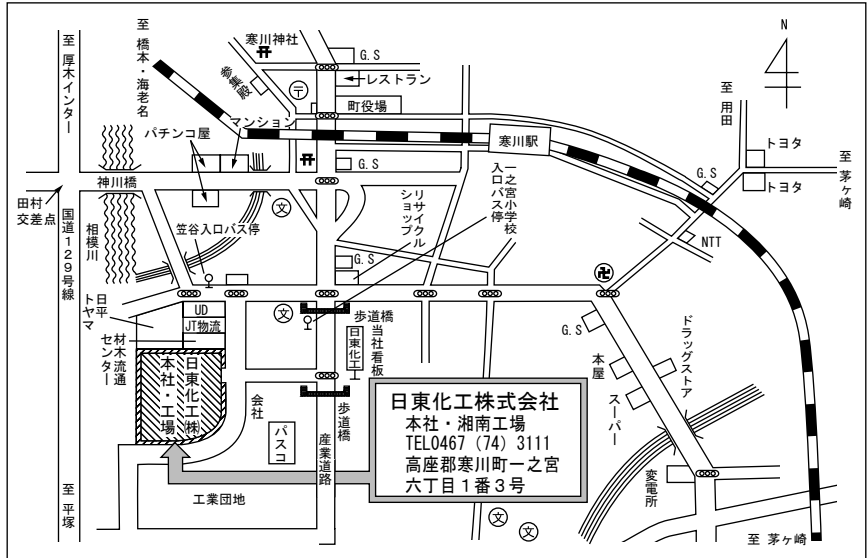 至 厚木インター
至 橋本・海老名
寒川神社
参集殿
G.S
レストラン
〒
町役場
N
至 用田
マンション
パチンコ屋
寒川駅
トヨタ
G.S
トヨタ
至 茅ヶ崎
神川橋
G.S
田村
交差点
国道129号線
相模川
文
笠谷入口バス停
リサイクル
ショップ
一之宮小学校
入口バス停
NTT
卍
G.S
日平
トヤマ
UD
JT物流
材木流通
センター
文
歩道橋
当社看板
日東化工
G.S
本屋
ドラッグストア
スーパー
日東化工㈱
本社・工場
会社
パスコ
歩道橋
産業道路
日東化工株式会社
本社・湘南工場
TEL0467 (74) 3111
高座郡寒川町一之宮
六丁目1番3号
変電所
工業団地
至 平塚
文
文
至 茅ヶ崎